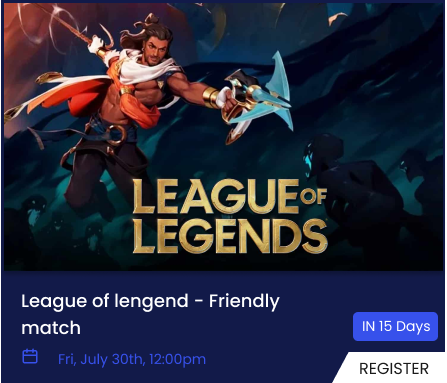 LEAGUE OF
LEGENDS
League of lengend - Friendly
match
IN 15 Days
Fri, July 30th, 12:00pm
REGISTER